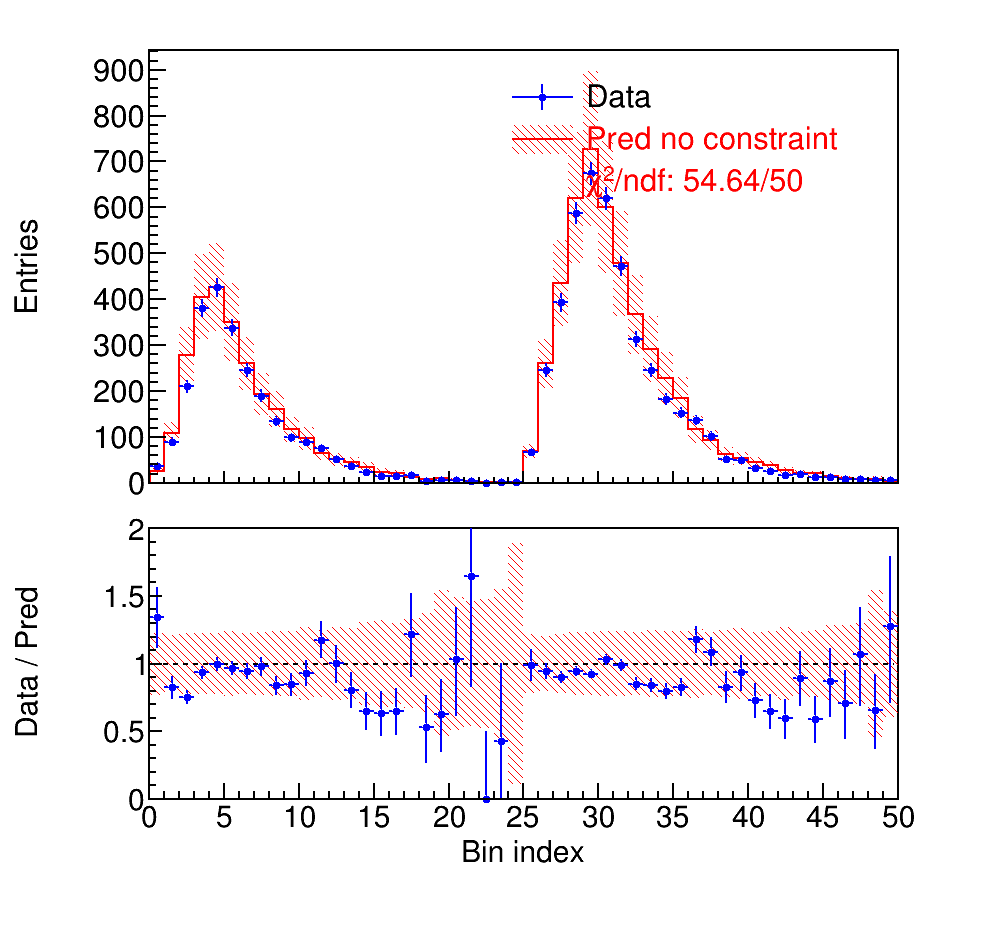 Entries
900
800
700
600
500
400
300
200
100
0
Data
Pred no constraint
χ²/ndf: 54.64/50
Data / Pred
2
1.5
1
0.5
0
0 5 10 15 20 25 30 35 40 45 50
Bin index